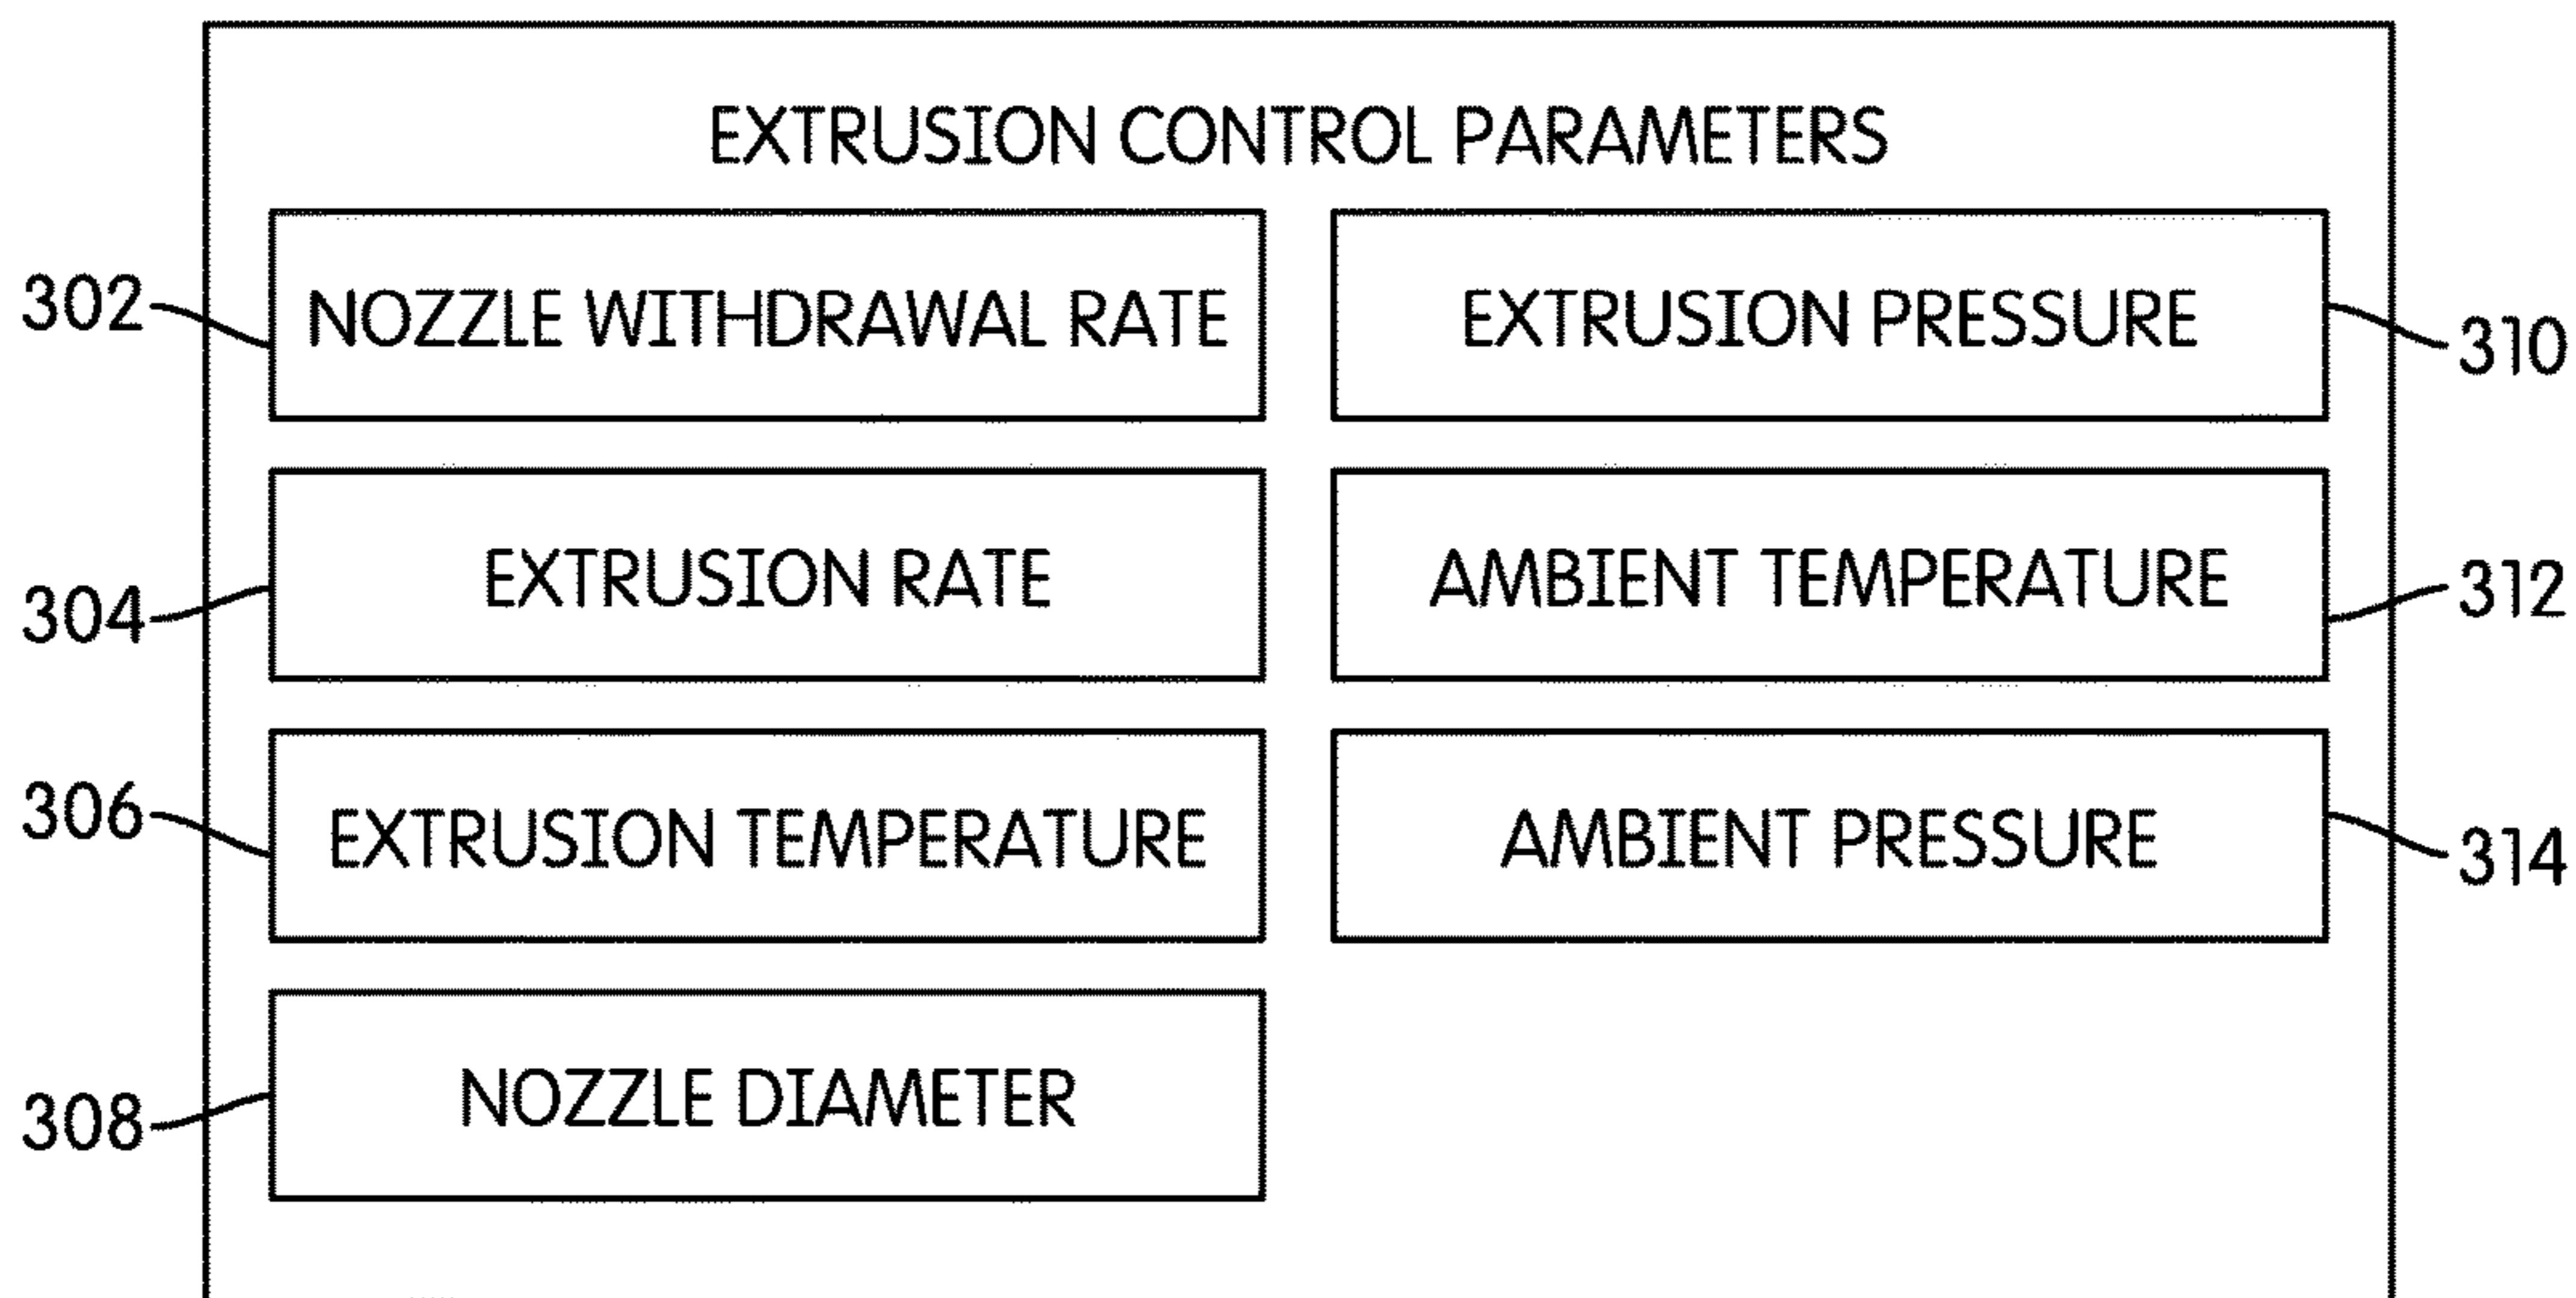 EXTRUSION CONTROL PARAMETERS
302
NOZZLE WITHDRAWAL RATE
EXTRUSION PRESSURE
310
304
EXTRUSION RATE
AMBIENT TEMPERATURE
312
306
EXTRUSION TEMPERATURE
AMBIENT PRESSURE
314
308
NOZZLE DIAMETER